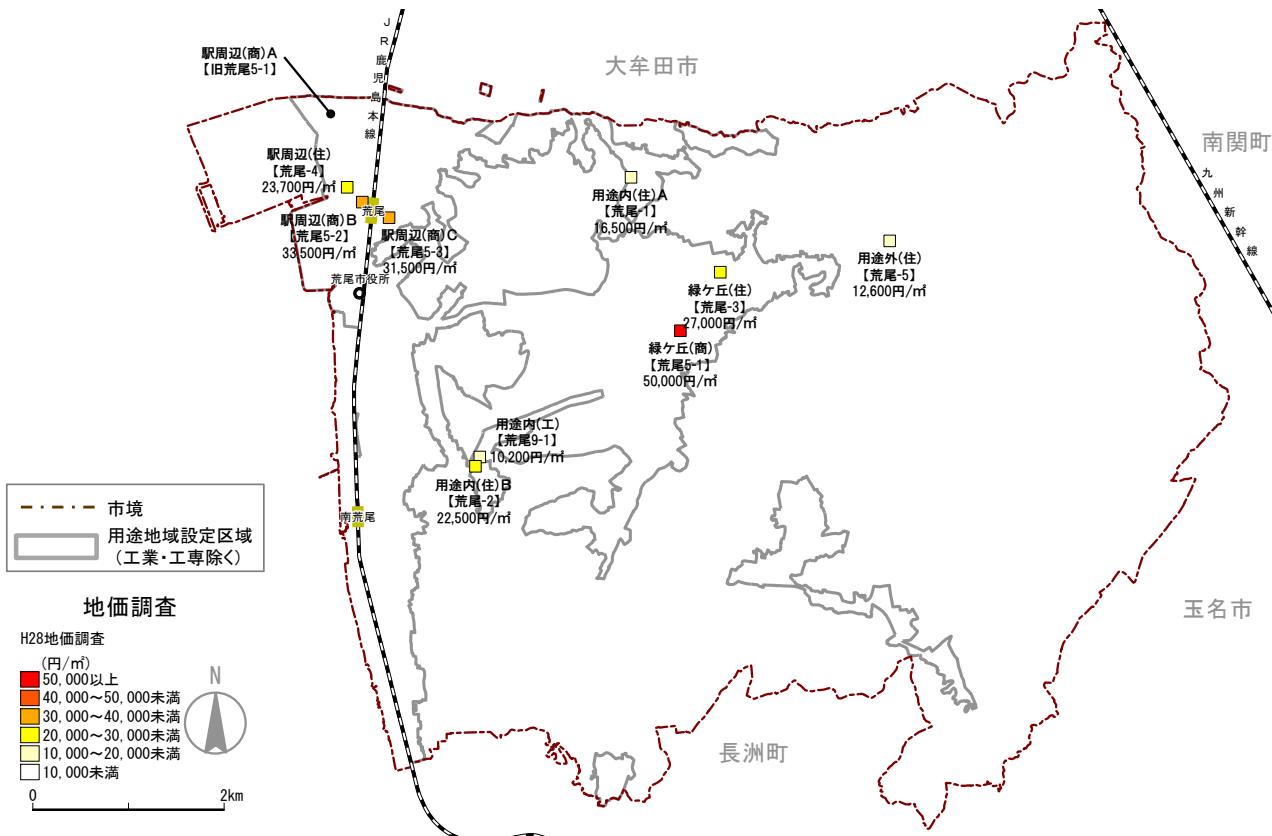 JR鹿児島本線
駅周辺(商)A
【旧荒尾5-1】
大牟田市
南関町
九州新幹線
駅周辺(住)
【荒尾-4】
23,700円/㎡
荒尾
駅周辺(商)B
【荒尾5-2】
33,500円/㎡
駅周辺(商)C
【荒尾5-3】
31,500円/㎡
荒尾市役所
用途内(住)A
【荒尾-1】
16,500円/㎡
用途外(住)
【荒尾-5】
12,600円/㎡
緑ケ丘(住)
【荒尾-3】
27,000円/㎡
緑ケ丘(商)
【荒尾5-1】
50,000円/㎡
用途内(工)
【荒尾9-1】
10,200円/㎡
用途内(住)B
【荒尾-2】
22,500円/㎡
南荒尾
市境
用途地域設定区域
(工業・工専除く)
玉名市
長洲町
地価調査
H28地価調査
(円/㎡)
50,000以上
40,000～50,000未満
30,000～40,000未満
20,000～30,000未満
10,000～20,000未満
10,000未満
N
0 2km